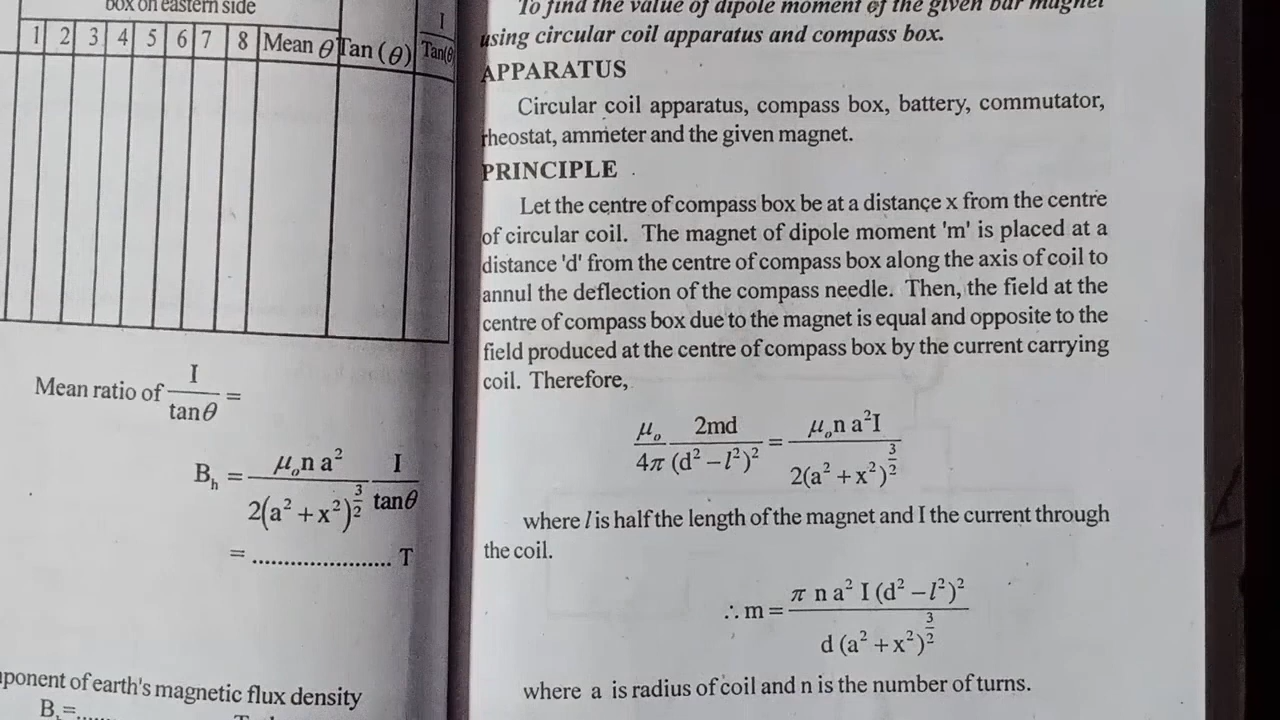 box on eastern side
1 2 3 4 5 6 7 8 Mean θ Tan (θ) I/Tan(θ
Mean ratio of I/tanθ =
Bₕ = μₒn a²/2(a² + x²)^(3/2) I/tanθ
= ...................... T
ponent of earth's magnetic flux density
To find the value of dipole moment of the given bar magnet
using circular coil apparatus and compass box.
APPARATUS
Circular coil apparatus, compass box, battery, commutator,
rheostat, ammeter and the given magnet.
PRINCIPLE
Let the centre of compass box be at a distance x from the centre
of circular coil. The magnet of dipole moment 'm' is placed at a
distance 'd' from the centre of compass box along the axis of coil to
annul the deflection of the compass needle. Then, the field at the
centre of compass box due to the magnet is equal and opposite to the
field produced at the centre of compass box by the current carrying
coil. Therefore,
μₒ/4π 2md/(d² – l²)² = μₒn a²I/2(a² + x²)^(3/2)
where l is half the length of the magnet and I the current through
the coil.
∴ m = π n a² I (d² – l²)²/d (a² + x²)^(3/2)
where a is radius of coil and n is the number of turns.